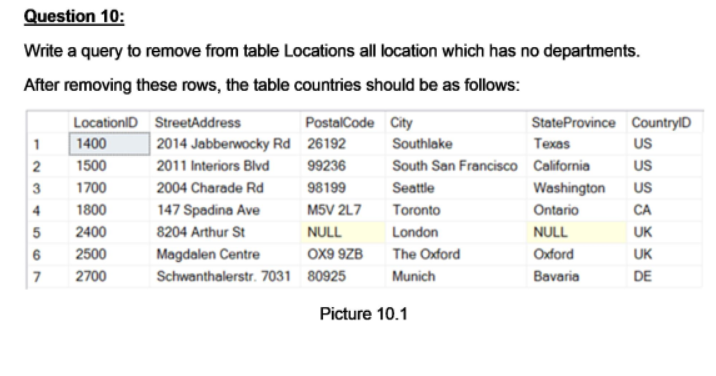 Question 10:
Write a query to remove from table Locations all location which has no departments.
After removing these rows, the table countries should be as follows:
LocationID StreetAddress PostalCode City StateProvince CountryID
1 1400 2014 Jabberwocky Rd 26192 Southlake Texas US
2 1500 2011 Interiors Blvd 99236 South San Francisco California US
3 1700 2004 Charade Rd 98199 Seattle Washington US
4 1800 147 Spadina Ave M5V 2L7 Toronto Ontario CA
5 2400 8204 Arthur St NULL London NULL UK
6 2500 Magdalen Centre OX9 9ZB The Oxford Oxford UK
7 2700 Schwanthalerstr. 7031 80925 Munich Bavaria DE
Picture 10.1